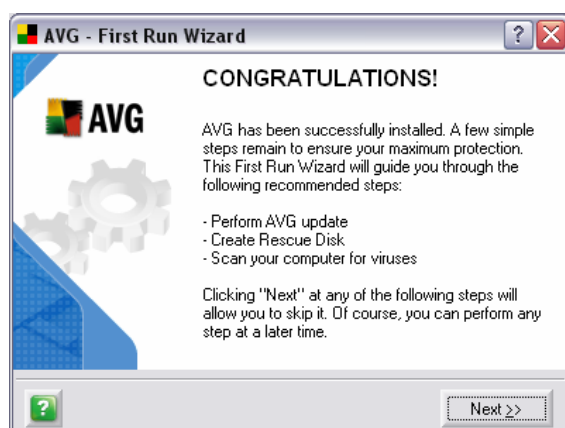 AVG - First Run Wizard
?
CONGRATULATIONS!
AVG
AVG has been successfully installed. A few simple
steps remain to ensure your maximum protection.
This First Run Wizard will guide you through the
following recommended steps:
- Perform AVG update
- Create Rescue Disk
- Scan your computer for viruses
Clicking "Next" at any of the following steps will
allow you to skip it. Of course, you can perform any
step at a later time.
?
Next >>